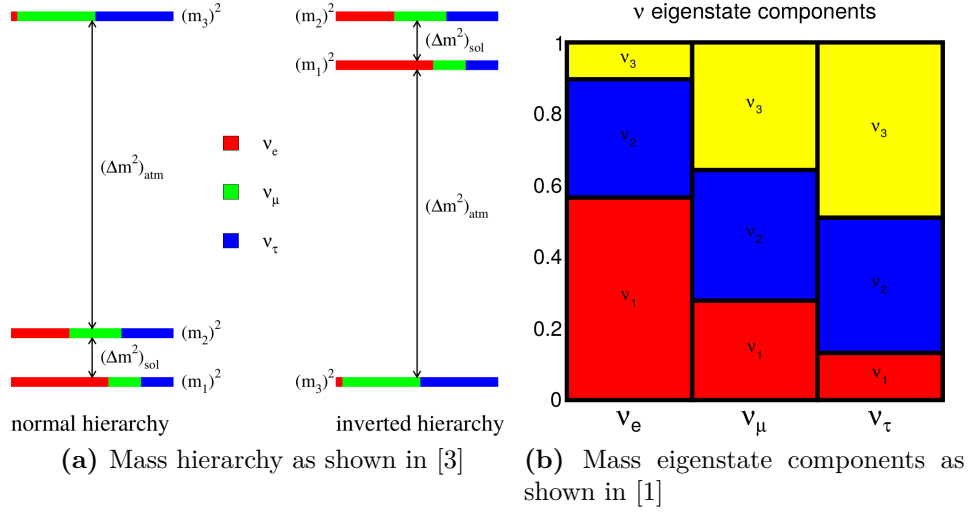 (m₃)²
(Δm²)atm
νe
νμ
ντ
(m₂)²
(Δm²)sol
(m₁)²
normal hierarchy
(m₂)²
(Δm²)sol
(m₁)²
(Δm²)atm
(m₃)²
inverted hierarchy
(a) Mass hierarchy as shown in [3]
ν eigenstate components
1
0.8
0.6
0.4
0.2
0
ν₃
ν₂
ν₁
ν₃
ν₂
ν₁
ν₃
ν₂
ν₁
νe
νμ
ντ
(b) Mass eigenstate components as
shown in [1]